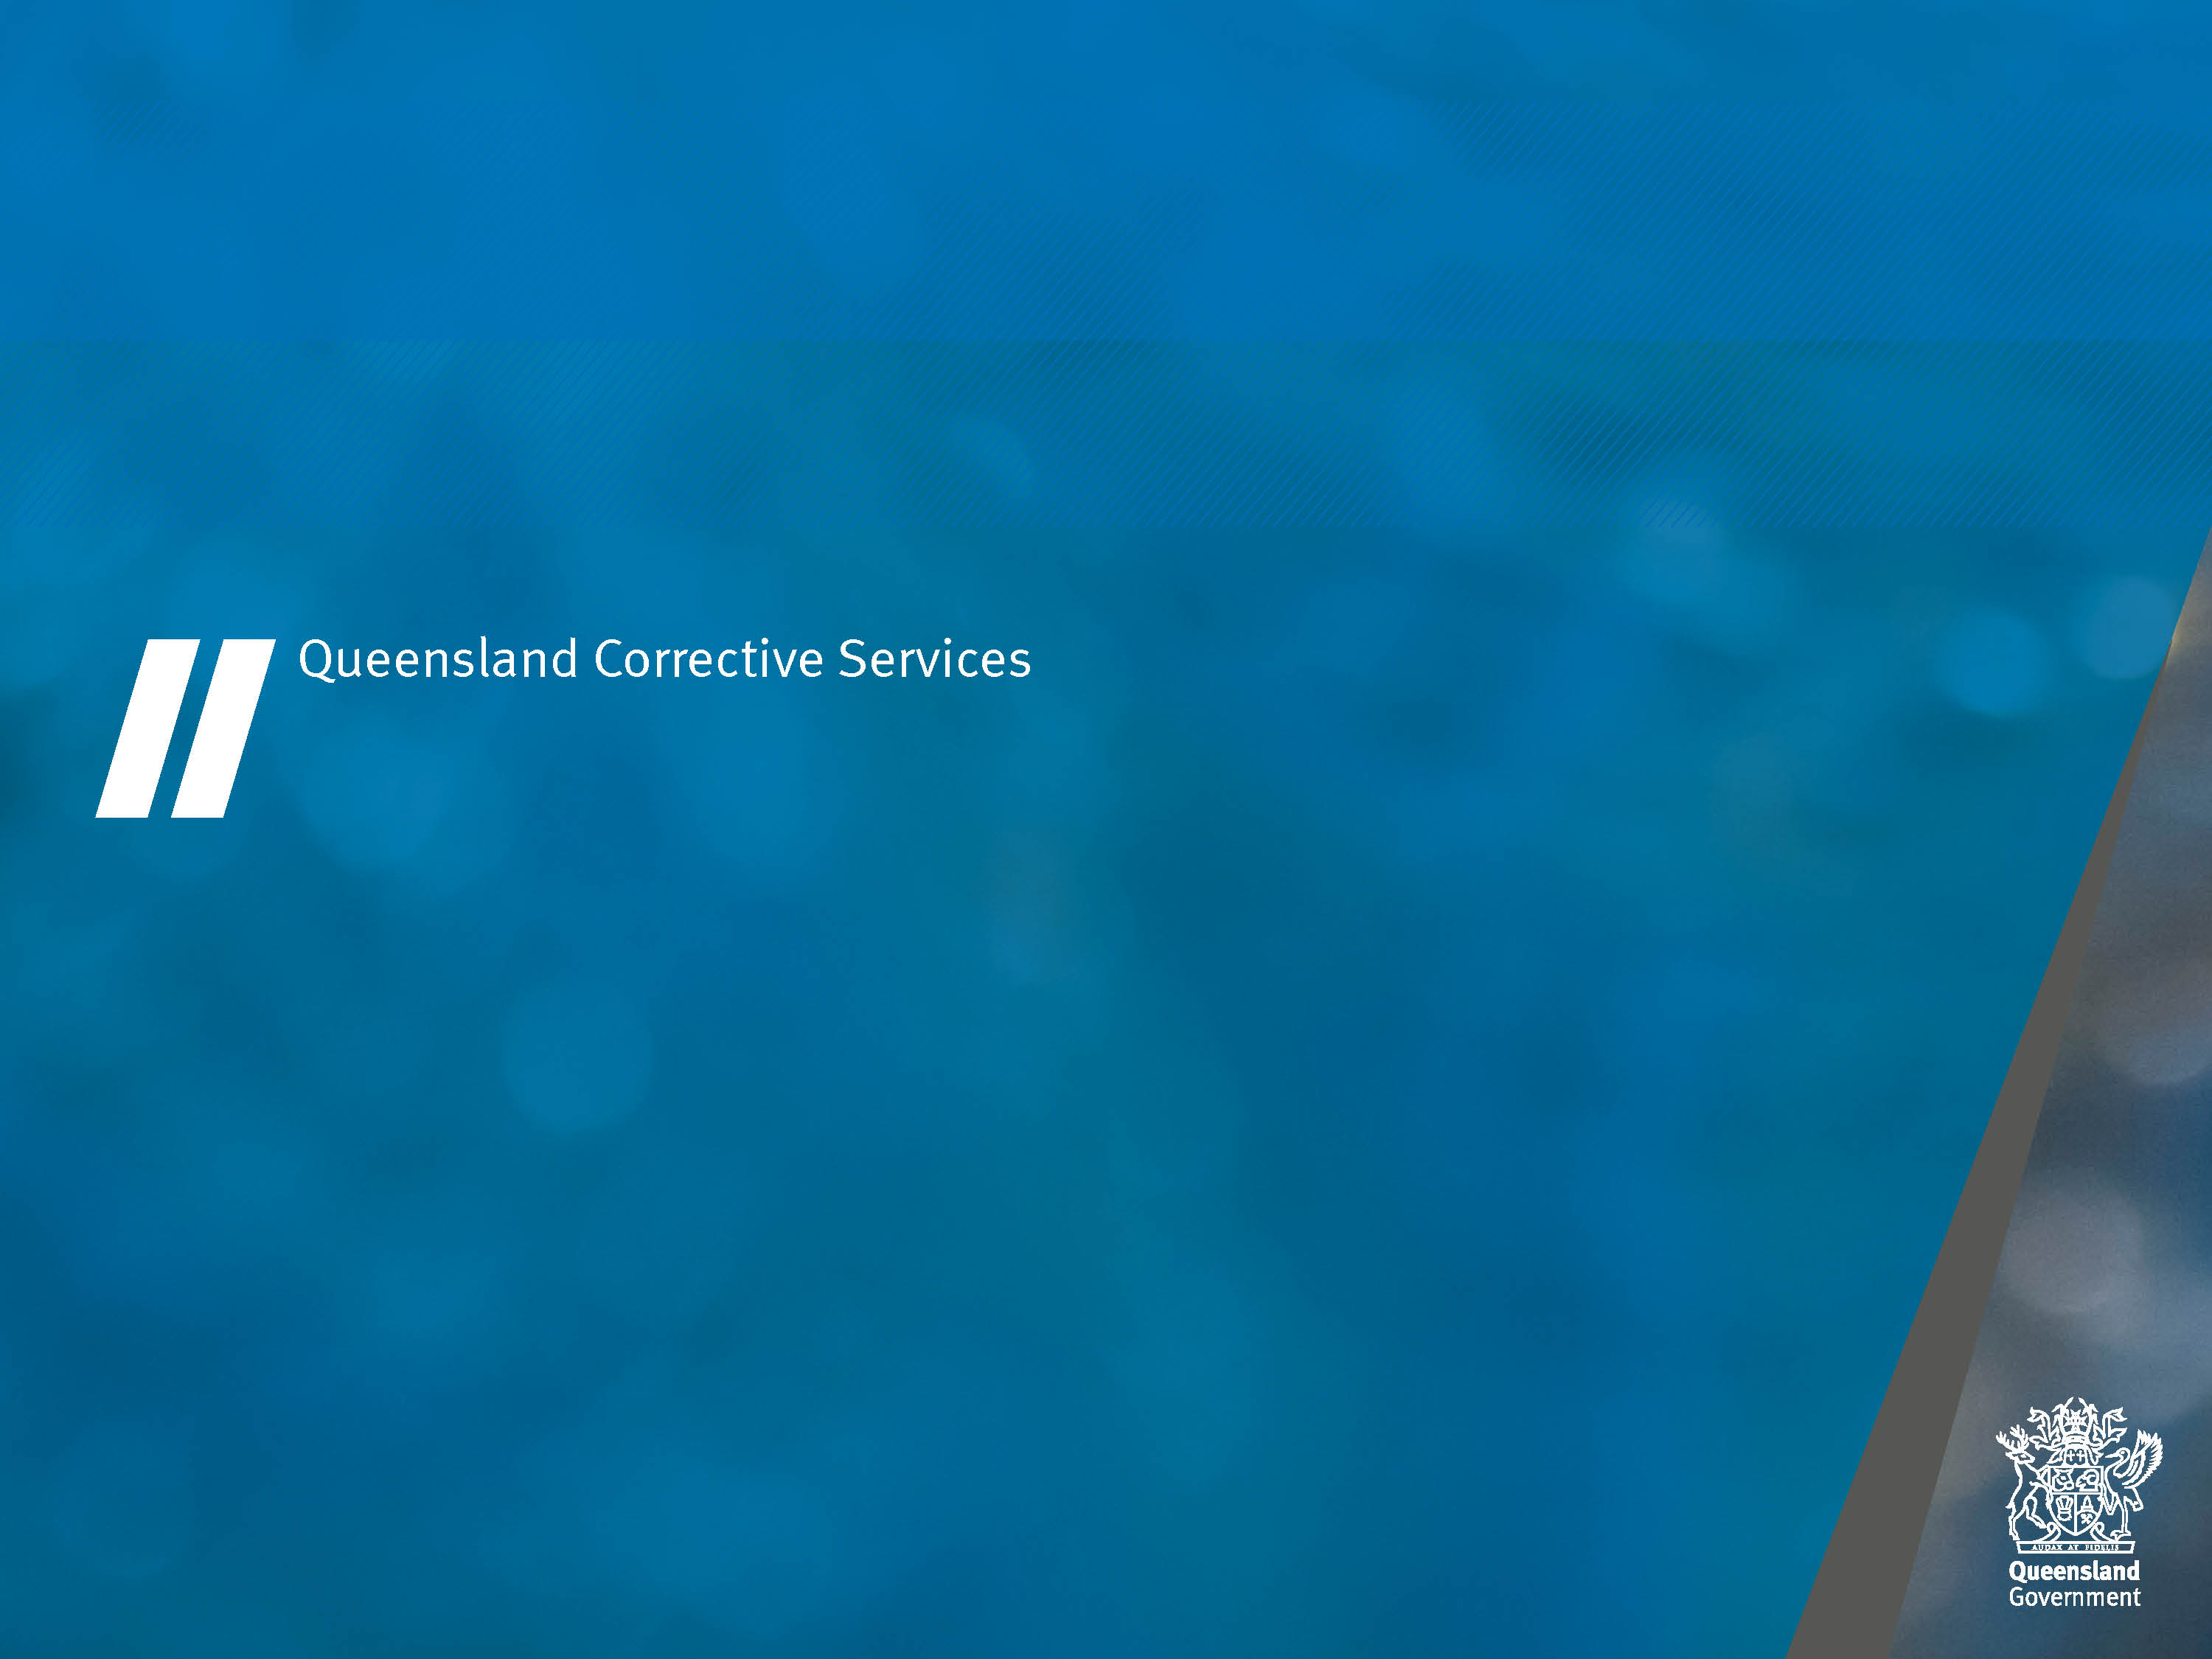 Queensland Corrective Services
AUDAX AT FIDELIS
Queensland
Government